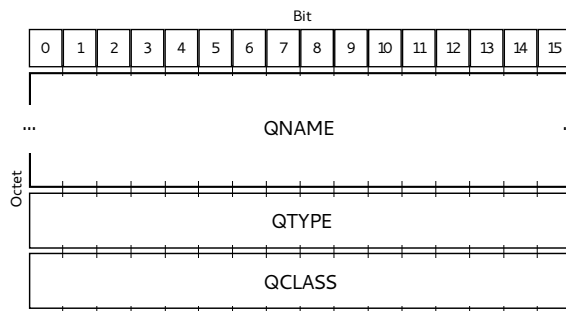 Bit
0 1 2 3 4 5 6 7 8 9 10 11 12 13 14 15
... QNAME
Octet
QTYPE
QCLASS